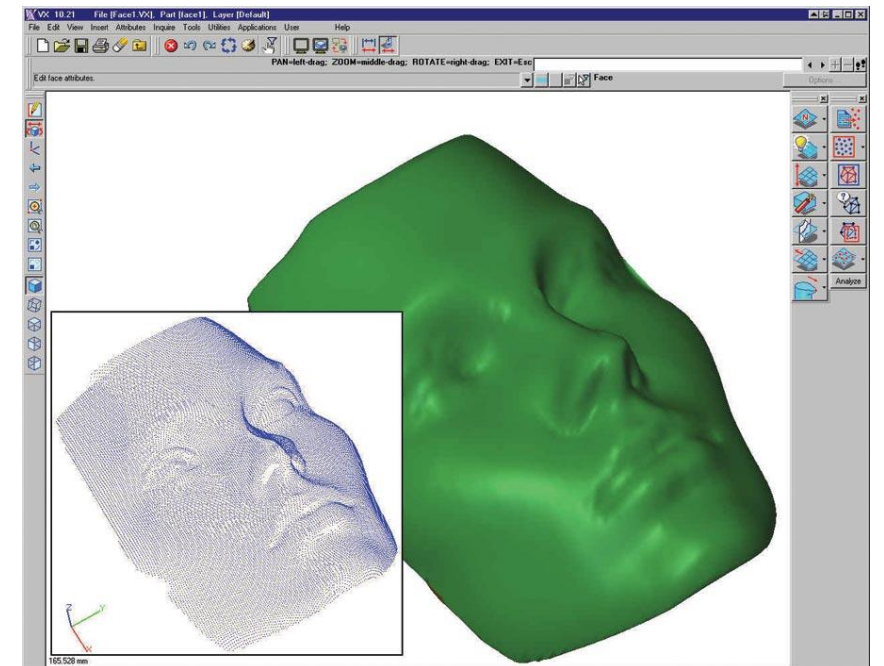 VX 10.21    File [Face1.VX],  Part [face1],  Layer [Default]
File  Edit  View  Insert  Attributes  Inquire  Tools  Utilities  Applications  User  Help
PAN=left-drag;  ZOOM=middle-drag;  ROTATE=right-drag;  EXIT=Esc
Edit face attributes.
Face
Options
N
?
Analyze
Z
Y
X
165.528 mm